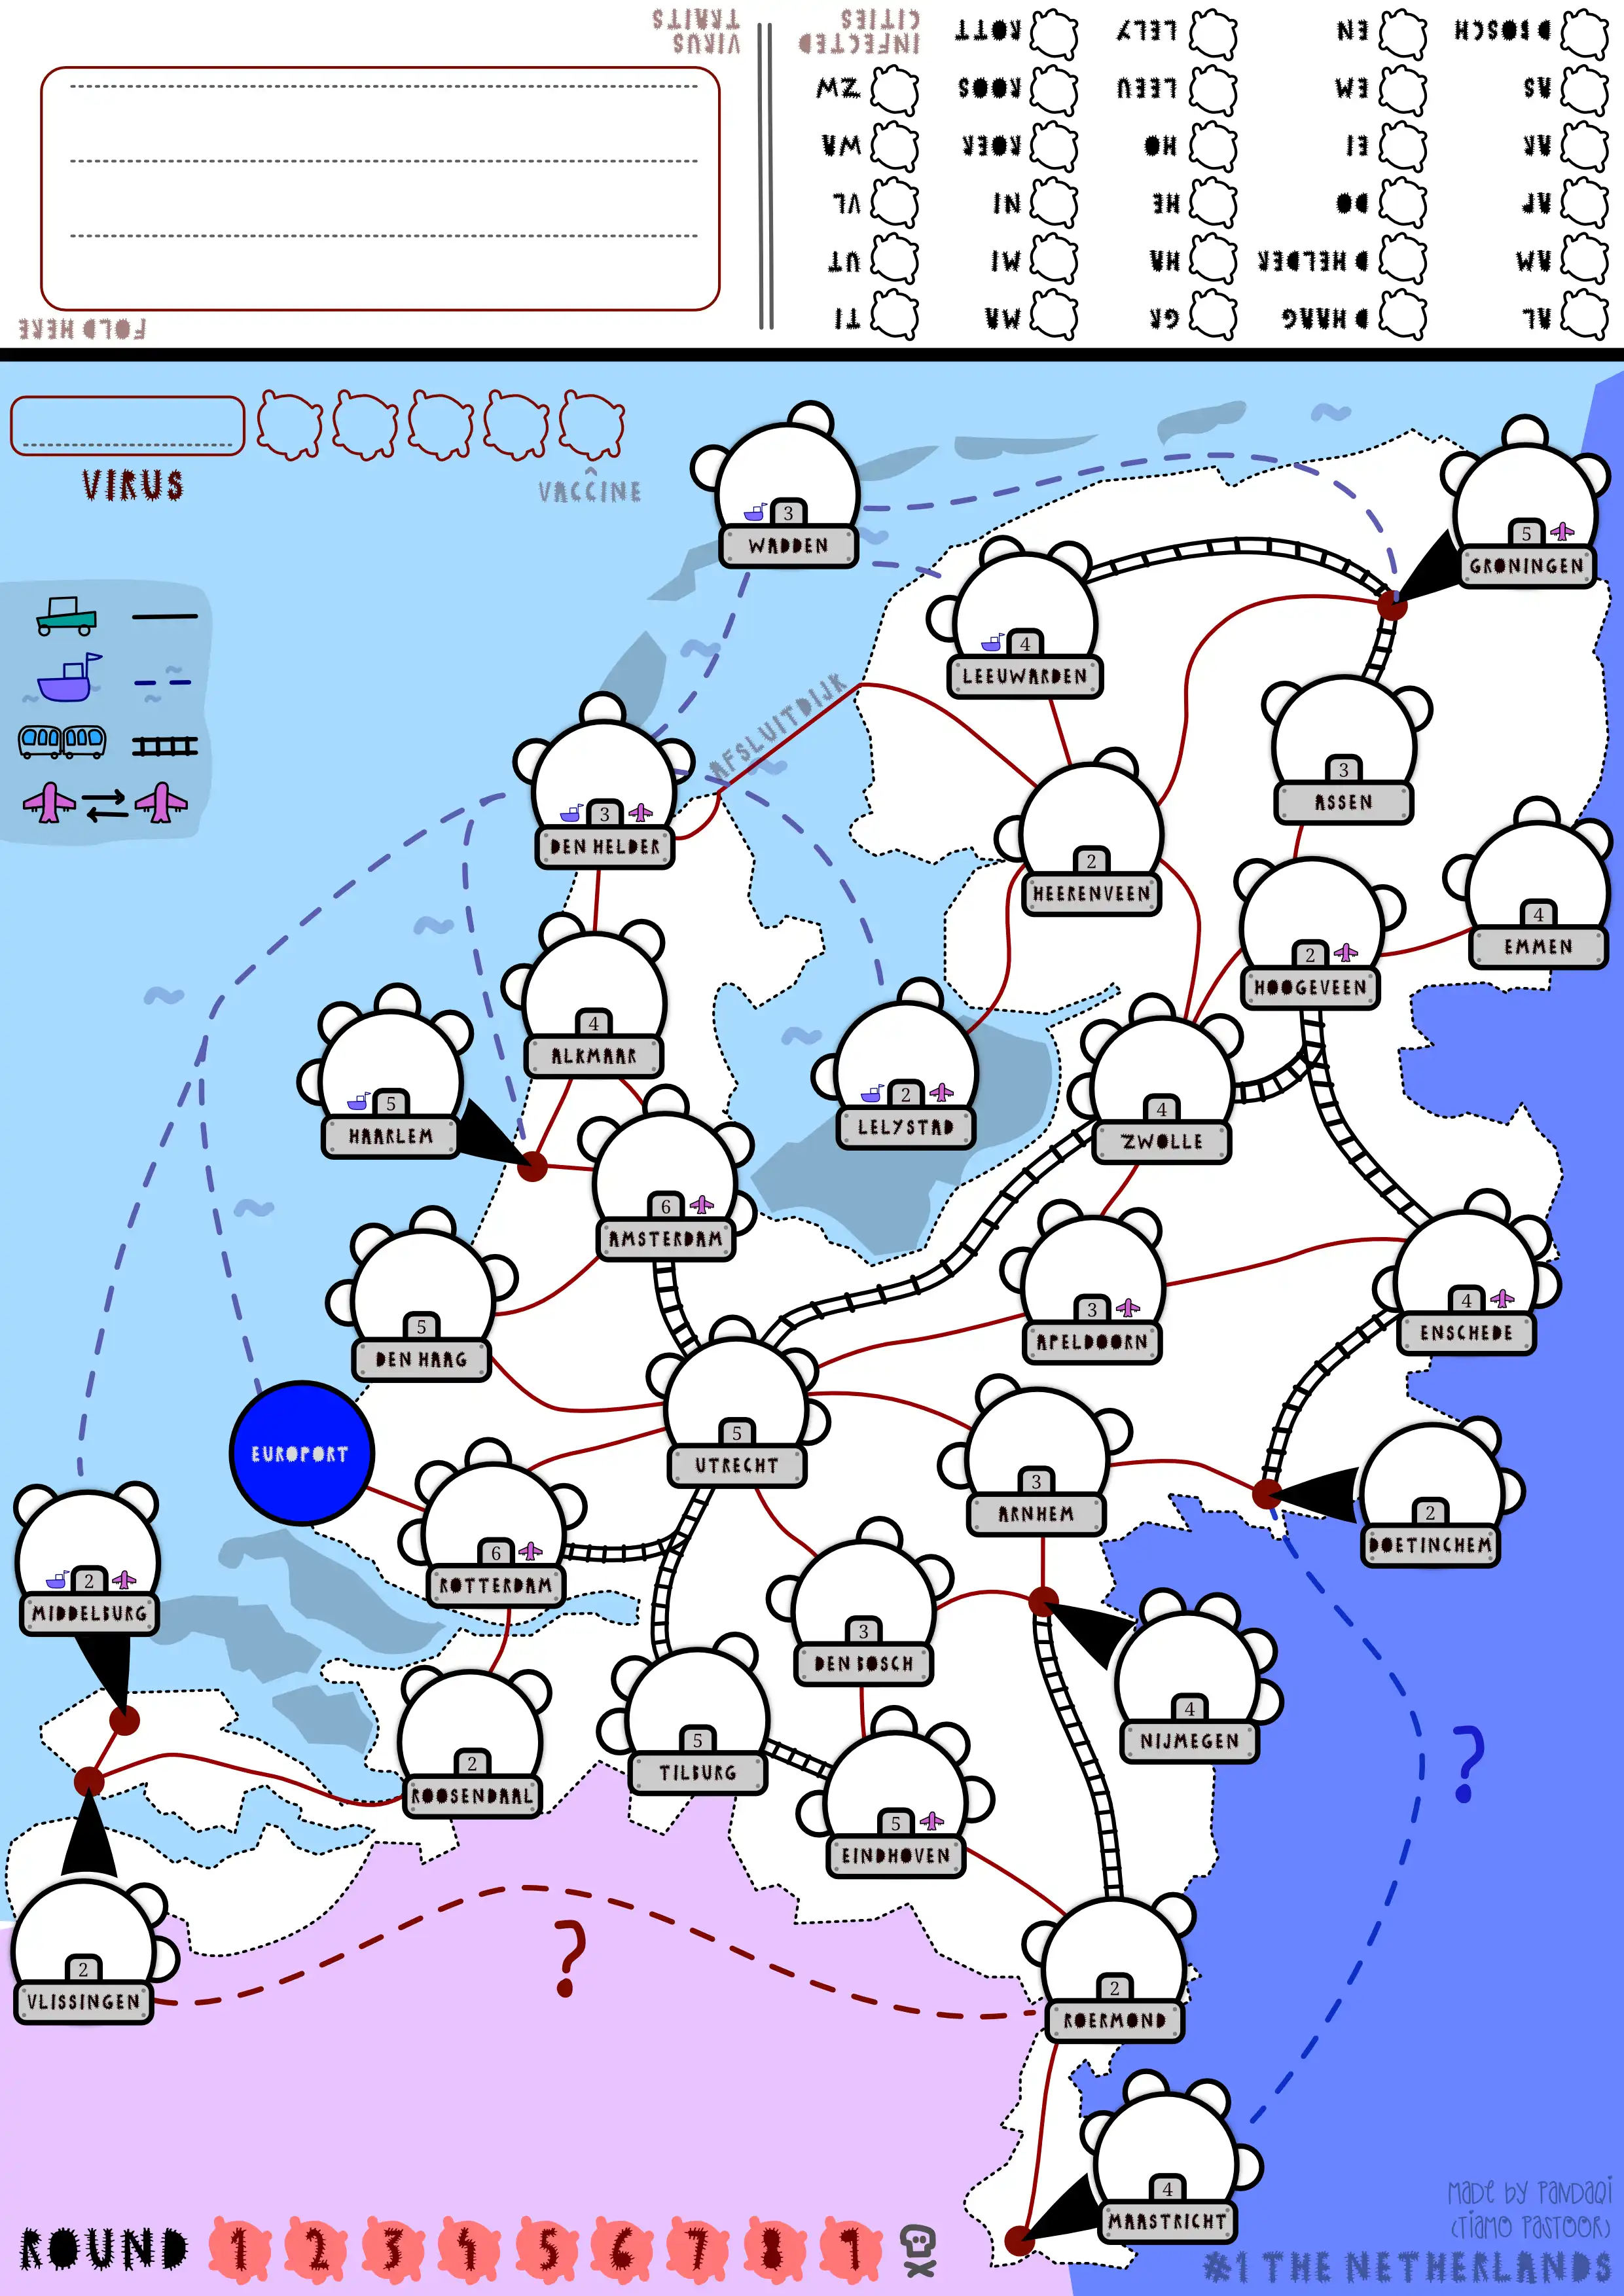 VIRUS
TRAITS
INFECTED
CITIES
ROTT
LELY
EN
D BOSCH
ZW
ROOS
LEEU
EM
AS
WA
ROER
HO
EI
AR
VL
NI
HE
DO
AP
UT
MI
HA
D HELDER
AM
TI
MA
GR
D HAAG
AL
FOLD HERE
VIRUS
^
VACCINE
3
WADDEN
5
GRONINGEN
4
LEEUWARDEN
AFSLUITDIJK
3
DEN HELDER
3
ASSEN
2
HEERENVEEN
4
EMMEN
2
HOOGEVEEN
4
ALKMAAR
5
HAARLEM
2
LELYSTAD
4
ZWOLLE
6
AMSTERDAM
5
DEN HAAG
3
APELDOORN
4
ENSCHEDE
EUROPORT
5
UTRECHT
3
ARNHEM
2
DOETINCHEM
6
ROTTERDAM
2
MIDDELBURG
3
DEN BOSCH
4
NIJMEGEN
2
ROOSENDAAL
5
TILBURG
5
EINDHOVEN
?
2
VLISSINGEN
?
2
ROERMOND
4
MAASTRICHT
MADE BY PANDAQI
(TIAMO PASTOOR)
ROUND 1 2 3 4 5 6 7 8 9
#1 THE NETHERLANDS